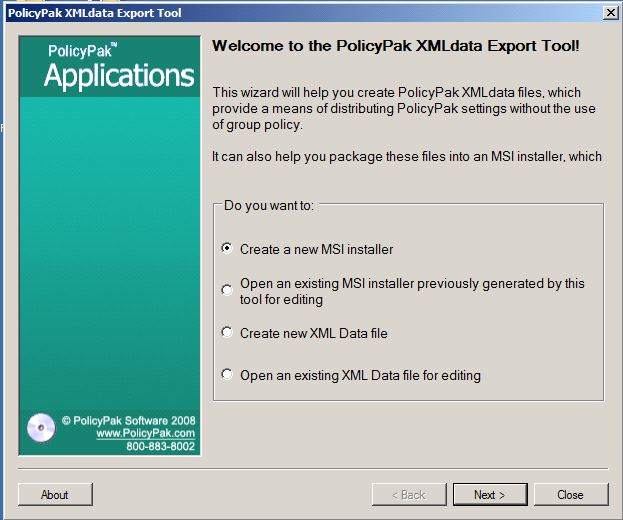 PolicyPak XMLdata Export Tool
PolicyPak™
Applications
Welcome to the PolicyPak XMLdata Export Tool!
This wizard will help you create PolicyPak XMLdata files, which
provide a means of distributing PolicyPak settings without the use
of group policy.
It can also help you package these files into an MSI installer, which
Do you want to:
Create a new MSI installer
Open an existing MSI installer previously generated by this
tool for editing
Create new XML Data file
Open an existing XML Data file for editing
© PolicyPak Software 2008
www.PolicyPak.com
800-883-8002
About
< Back
Next >
Close